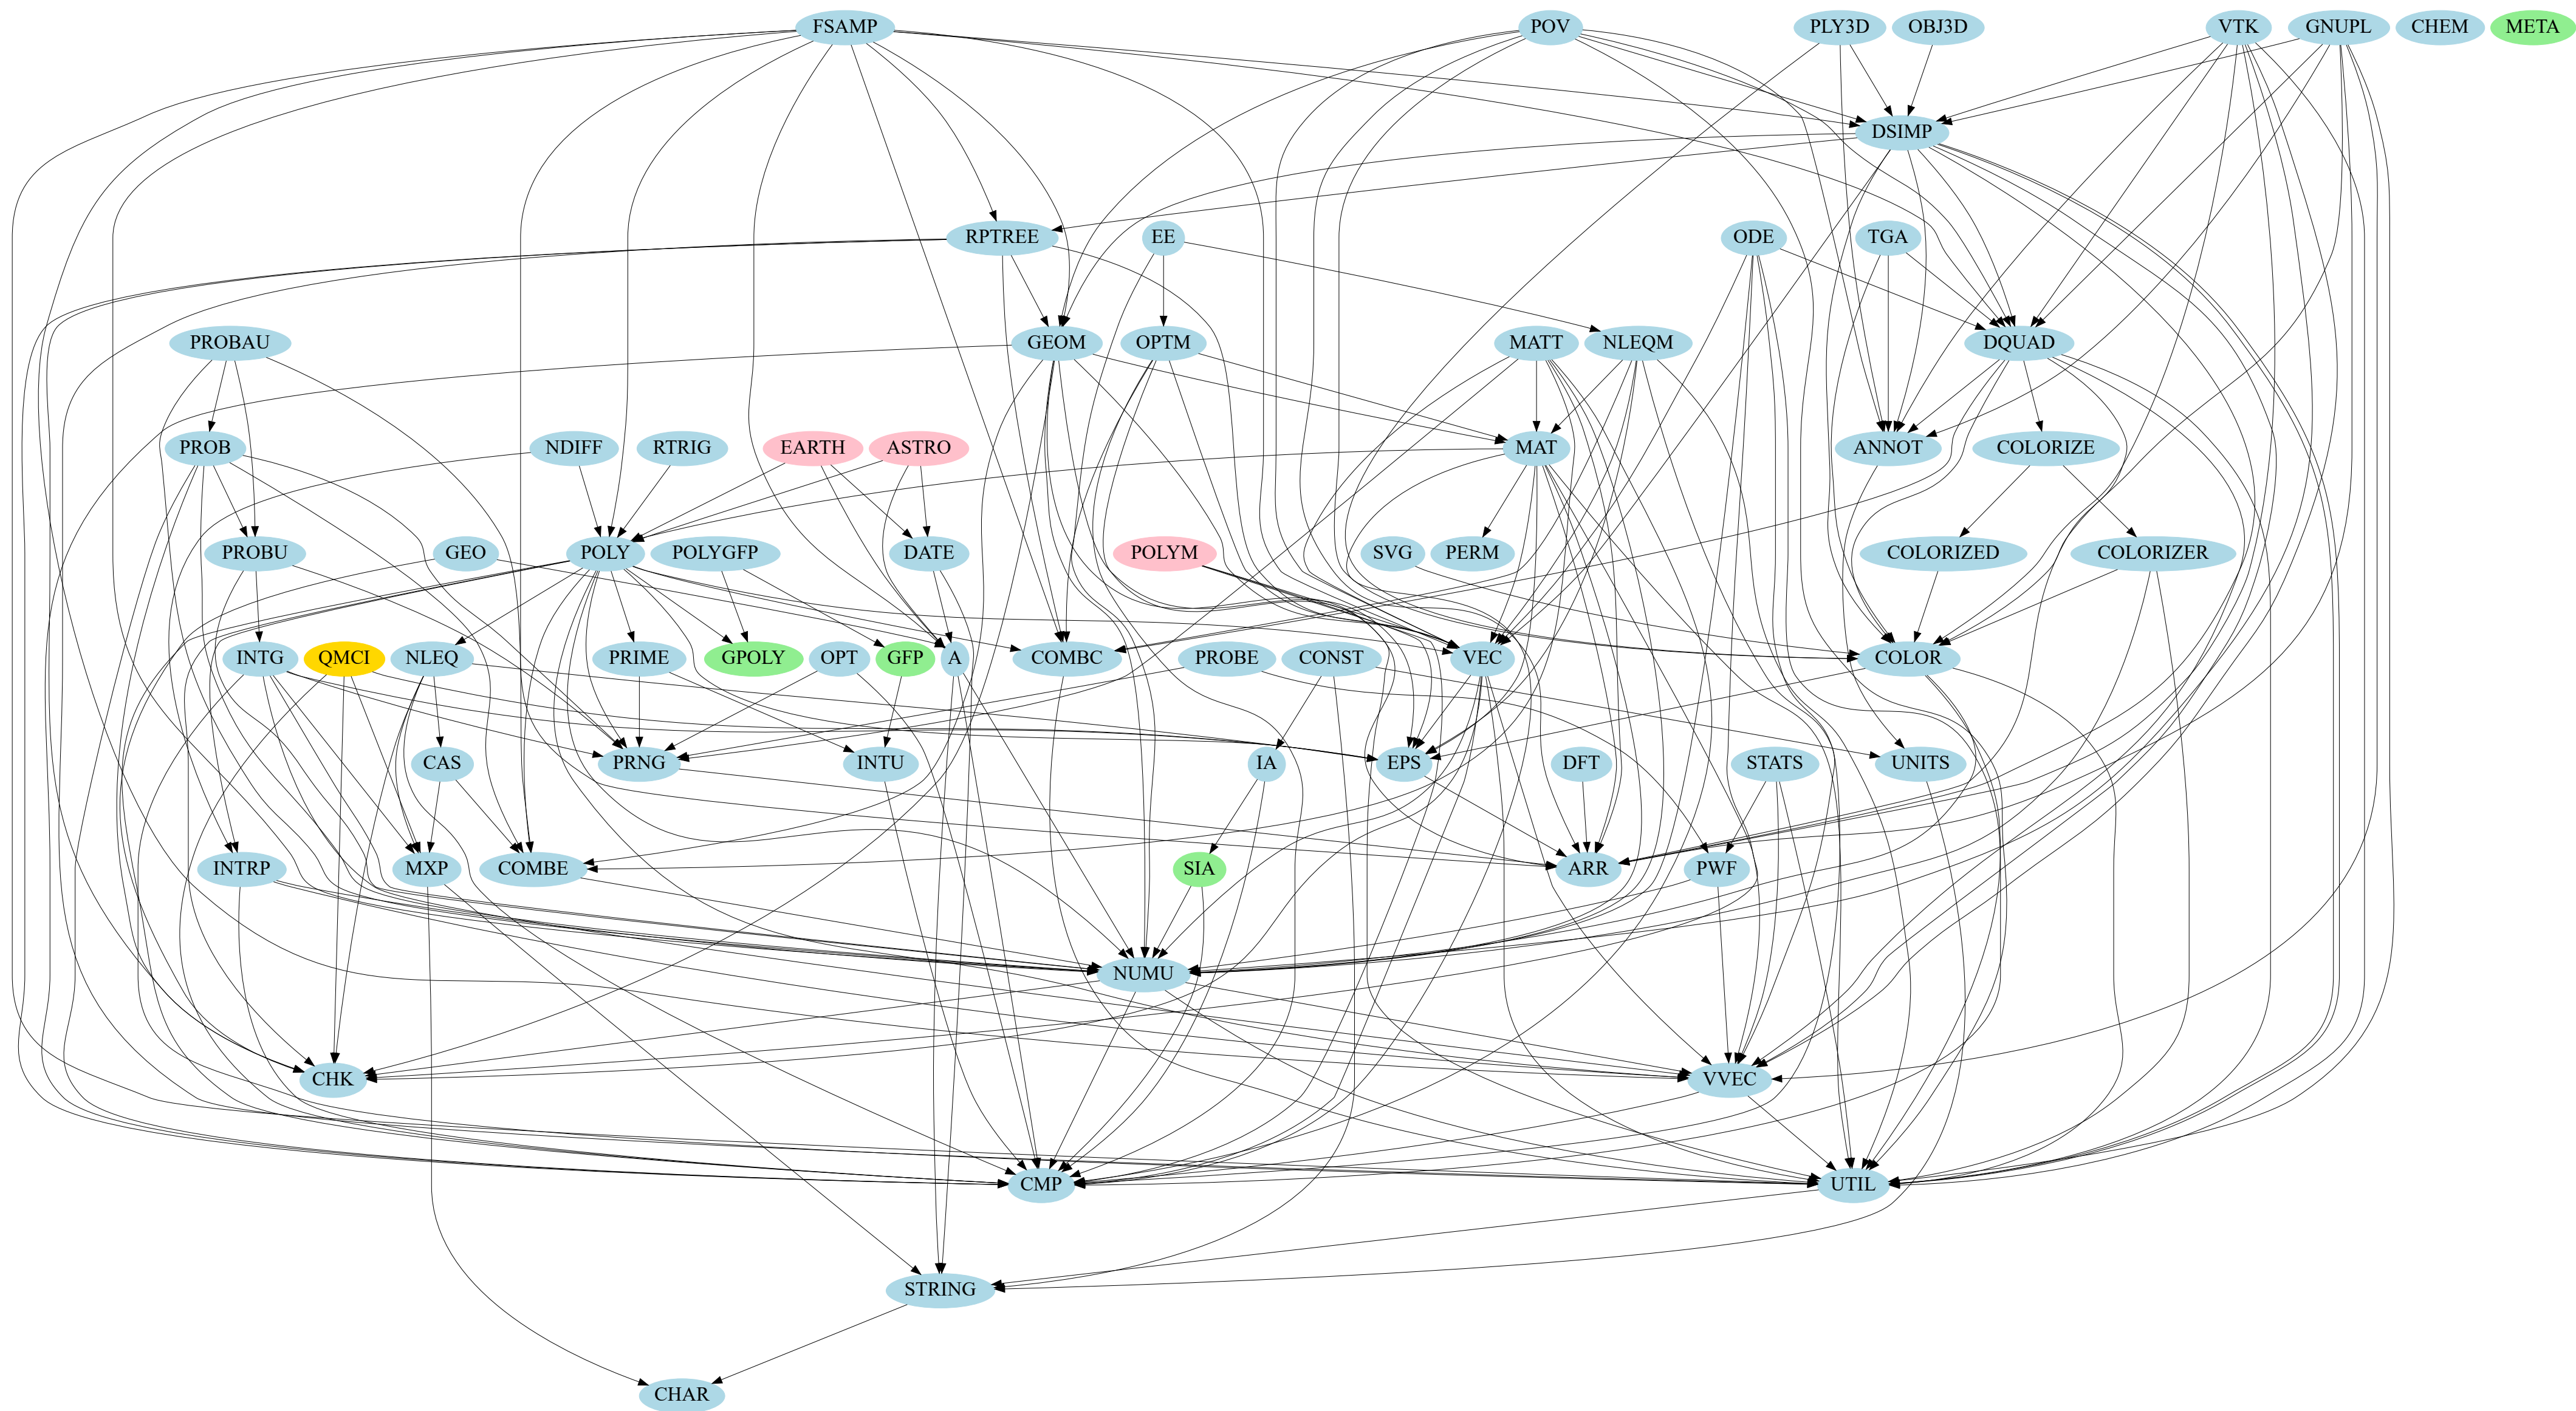 FSAMP POV PLY3D OBJ3D VTK GNUPL CHEM META
DSIMP
RPTREE EE ODE TGA
PROBAU GEOM OPTM MATT NLEQM DQUAD
PROB NDIFF RTRIG EARTH ASTRO MAT ANNOT COLORIZE
PROBU GEO POLY POLYGFP DATE POLYM SVG PERM COLORIZED COLORIZER
INTG QMCI NLEQ PRIME GPOLY OPT GFP A COMBC PROBE CONST VEC COLOR
CAS PRNG INTU IA EPS DFT STATS UNITS
INTRP MXP COMBE SIA ARR PWF
NUMU
CHK VVEC
CMP UTIL
STRING
CHAR